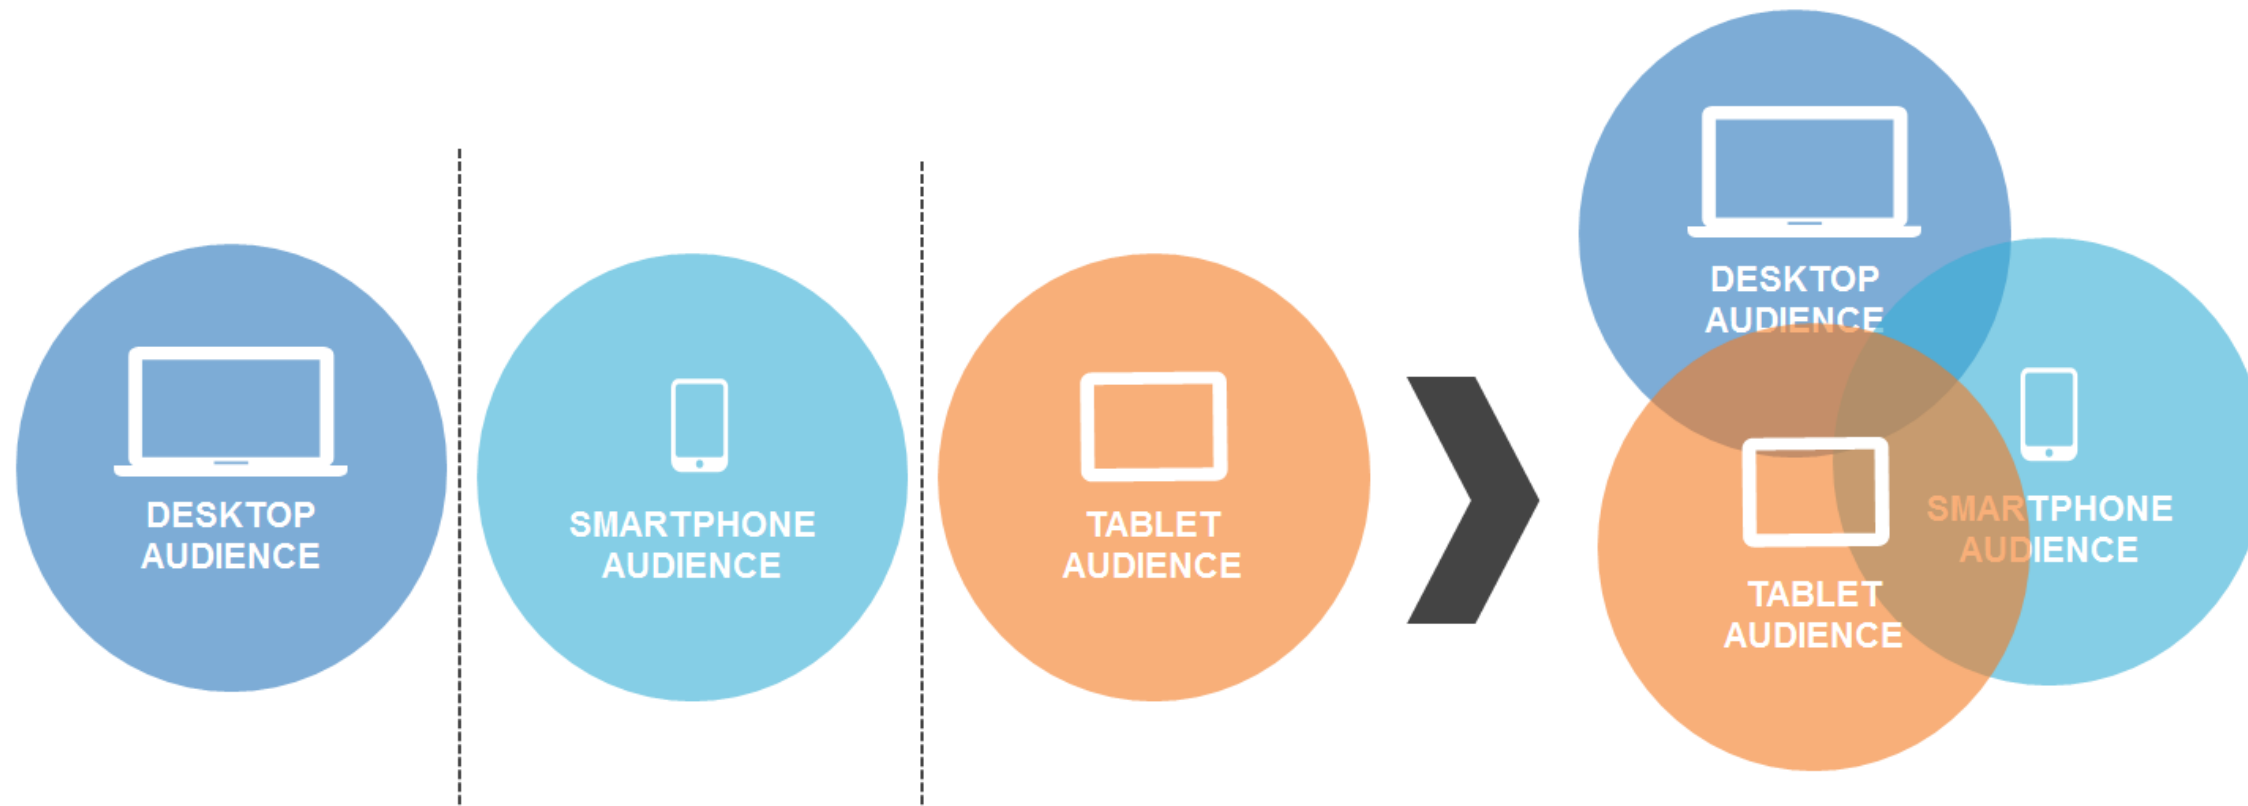 DESKTOP
AUDIENCE
SMARTPHONE
AUDIENCE
TABLET
AUDIENCE
DESKTOP
AUDIENCE
SMARTPHONE
AUDIENCE
TABLET
AUDIENCE